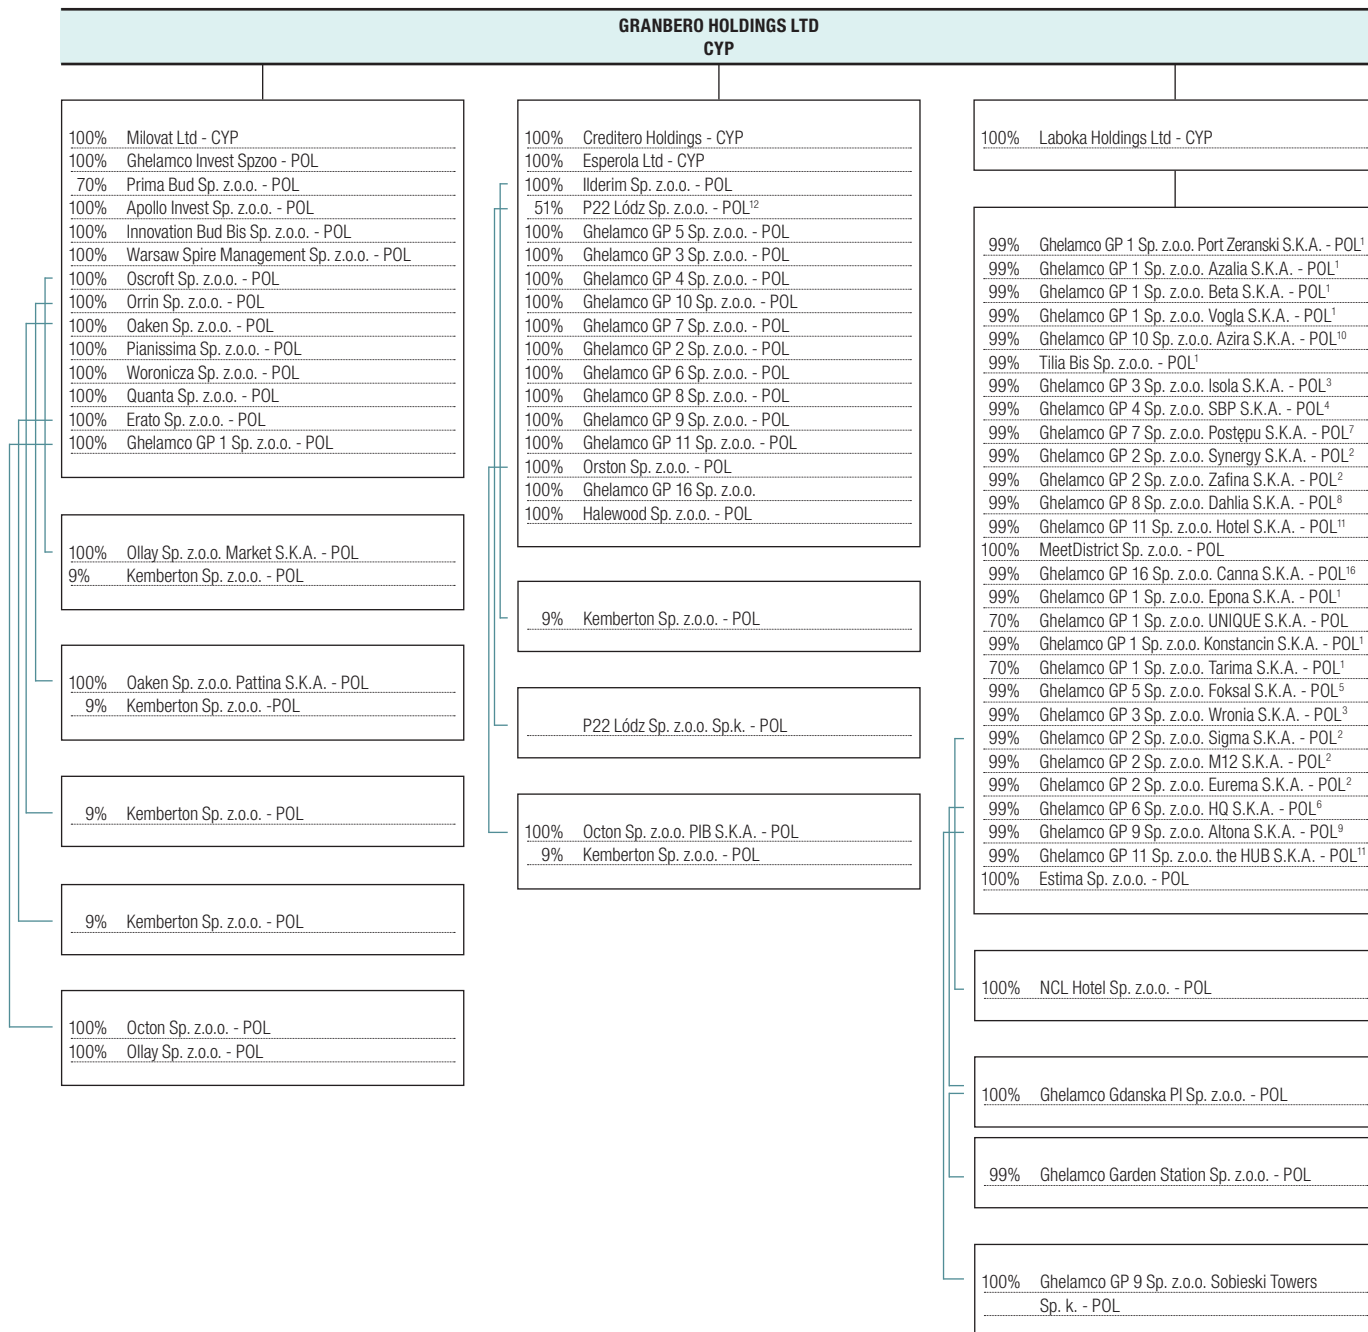 GRANBERO HOLDINGS LTD
CYP
100% Milovat Ltd - CYP
100% Ghelamco Invest Spzoo - POL
70% Prima Bud Sp. z.o.o. - POL
100% Apollo Invest Sp. z.o.o. - POL
100% Innovation Bud Bis Sp. z.o.o. - POL
100% Warsaw Spire Management Sp. z.o.o. - POL
100% Oscroft Sp. z.o.o. - POL
100% Orrin Sp. z.o.o. - POL
100% Oaken Sp. z.o.o. - POL
100% Pianissima Sp. z.o.o. - POL
100% Woronicza Sp. z.o.o. - POL
100% Quanta Sp. z.o.o. - POL
100% Erato Sp. z.o.o. - POL
100% Ghelamco GP 1 Sp. z.o.o. - POL
100% Ollay Sp. z.o.o. Market S.K.A. - POL
9% Kemberton Sp. z.o.o. - POL
100% Oaken Sp. z.o.o. Pattina S.K.A. - POL
9% Kemberton Sp. z.o.o. -POL
9% Kemberton Sp. z.o.o. - POL
9% Kemberton Sp. z.o.o. - POL
100% Octon Sp. z.o.o. - POL
100% Ollay Sp. z.o.o. - POL
100% Creditero Holdings - CYP
100% Esperola Ltd - CYP
100% Ilderim Sp. z.o.o. - POL
51% P22 Lódz Sp. z.o.o. - POL¹²
100% Ghelamco GP 5 Sp. z.o.o. - POL
100% Ghelamco GP 3 Sp. z.o.o. - POL
100% Ghelamco GP 4 Sp. z.o.o. - POL
100% Ghelamco GP 10 Sp. z.o.o. - POL
100% Ghelamco GP 7 Sp. z.o.o. - POL
100% Ghelamco GP 2 Sp. z.o.o. - POL
100% Ghelamco GP 6 Sp. z.o.o. - POL
100% Ghelamco GP 8 Sp. z.o.o. - POL
100% Ghelamco GP 9 Sp. z.o.o. - POL
100% Ghelamco GP 11 Sp. z.o.o. - POL
100% Orston Sp. z.o.o. - POL
100% Ghelamco GP 16 Sp. z.o.o.
100% Halewood Sp. z.o.o. - POL
9% Kemberton Sp. z.o.o. - POL
P22 Lódz Sp. z.o.o. Sp.k. - POL
100% Octon Sp. z.o.o. PIB S.K.A. - POL
9% Kemberton Sp. z.o.o. - POL
100% Laboka Holdings Ltd - CYP
99% Ghelamco GP 1 Sp. z.o.o. Port Zeranski S.K.A. - POL¹
99% Ghelamco GP 1 Sp. z.o.o. Azalia S.K.A. - POL¹
99% Ghelamco GP 1 Sp. z.o.o. Beta S.K.A. - POL¹
99% Ghelamco GP 1 Sp. z.o.o. Vogla S.K.A. - POL¹
99% Ghelamco GP 10 Sp. z.o.o. Azira S.K.A. - POL¹⁰
99% Tilia Bis Sp. z.o.o. - POL¹
99% Ghelamco GP 3 Sp. z.o.o. Isola S.K.A. - POL³
99% Ghelamco GP 4 Sp. z.o.o. SBP S.K.A. - POL⁴
99% Ghelamco GP 7 Sp. z.o.o. Postępu S.K.A. - POL⁷
99% Ghelamco GP 2 Sp. z.o.o. Synergy S.K.A. - POL²
99% Ghelamco GP 2 Sp. z.o.o. Zafina S.K.A. - POL²
99% Ghelamco GP 8 Sp. z.o.o. Dahlia S.K.A. - POL⁸
99% Ghelamco GP 11 Sp. z.o.o. Hotel S.K.A. - POL¹¹
100% MeetDistrict Sp. z.o.o. - POL
99% Ghelamco GP 16 Sp. z.o.o. Canna S.K.A. - POL¹⁶
99% Ghelamco GP 1 Sp. z.o.o. Epona S.K.A. - POL¹
70% Ghelamco GP 1 Sp. z.o.o. UNIQUE S.K.A. - POL
99% Ghelamco GP 1 Sp. z.o.o. Konstancin S.K.A. - POL¹
70% Ghelamco GP 1 Sp. z.o.o. Tarima S.K.A. - POL¹
99% Ghelamco GP 5 Sp. z.o.o. Foksal S.K.A. - POL⁵
99% Ghelamco GP 3 Sp. z.o.o. Wronia S.K.A. - POL³
99% Ghelamco GP 2 Sp. z.o.o. Sigma S.K.A. - POL²
99% Ghelamco GP 2 Sp. z.o.o. M12 S.K.A. - POL²
99% Ghelamco GP 2 Sp. z.o.o. Eurema S.K.A. - POL²
99% Ghelamco GP 6 Sp. z.o.o. HQ S.K.A. - POL⁶
99% Ghelamco GP 9 Sp. z.o.o. Altona S.K.A. - POL⁹
99% Ghelamco GP 11 Sp. z.o.o. the HUB S.K.A. - POL¹¹
100% Estima Sp. z.o.o. - POL
100% NCL Hotel Sp. z.o.o. - POL
100% Ghelamco Gdanska PI Sp. z.o.o. - POL
99% Ghelamco Garden Station Sp. z.o.o. - POL
100% Ghelamco GP 9 Sp. z.o.o. Sobieski Towers
Sp. k. - POL